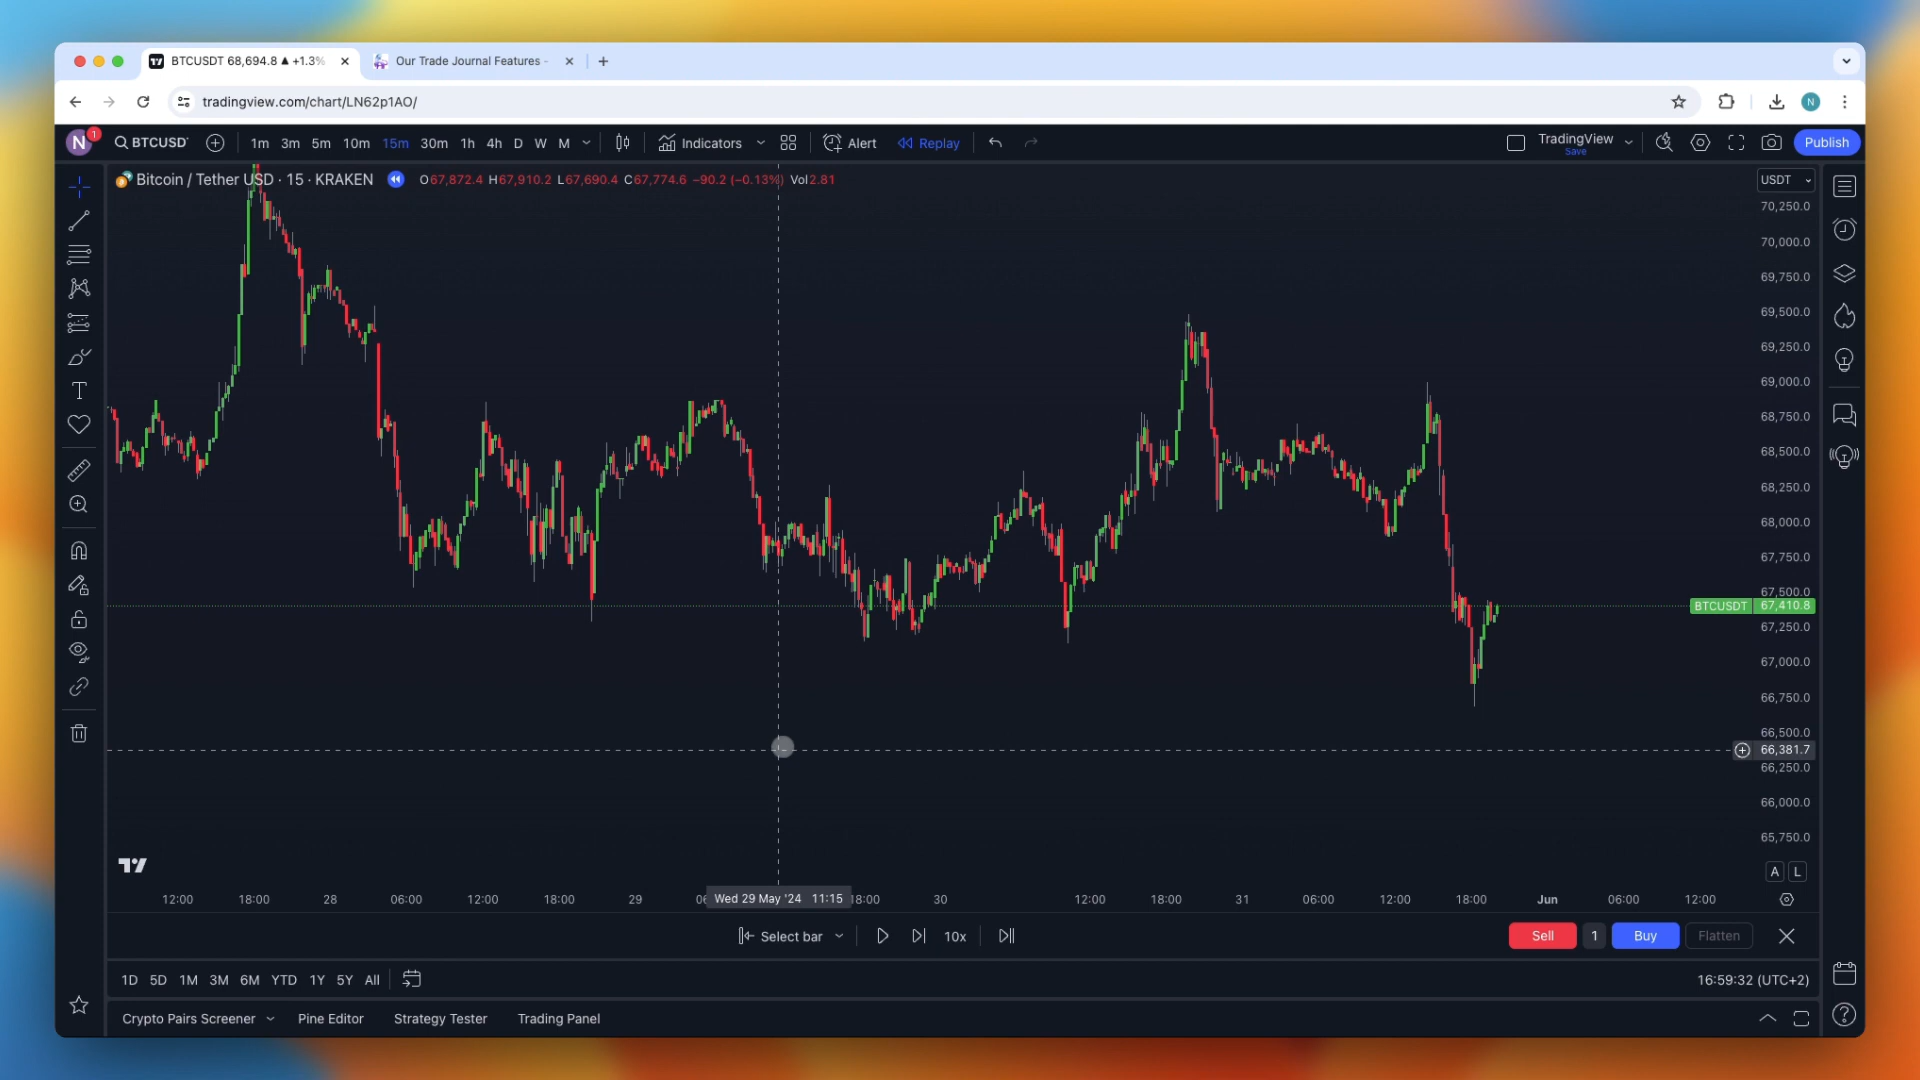 BTCUSDT 68,694.8 ▲ +1.3%
Our Trade Journal Features -
tradingview.com/chart/LN62p1AO/
N
N 1 BTCUSDT 1m 3m 5m 10m 15m 30m 1h 4h D W M Indicators Alert Replay TradingView Save Publish
Bitcoin / Tether USD · 15 · KRAKEN O67,872.4 H67,910.2 L67,690.4 C67,774.6 −90.2 (−0.13%) Vol2.81
USDT
70,250.0
70,000.0
69,750.0
69,500.0
69,250.0
69,000.0
68,750.0
68,500.0
68,250.0
68,000.0
67,750.0
67,500.0
BTCUSDT 67,410.8
67,250.0
67,000.0
66,750.0
66,500.0
66,381.7
66,250.0
66,000.0
65,750.0
A L
12:00 18:00 28 06:00 12:00 18:00 29 Wed 29 May '24 11:15 18:00 30 12:00 18:00 31 06:00 12:00 18:00 Jun 06:00 12:00
Select bar 10x Sell 1 Buy Flatten
1D 5D 1M 3M 6M YTD 1Y 5Y All 16:59:32 (UTC+2)
Crypto Pairs Screener Pine Editor Strategy Tester Trading Panel